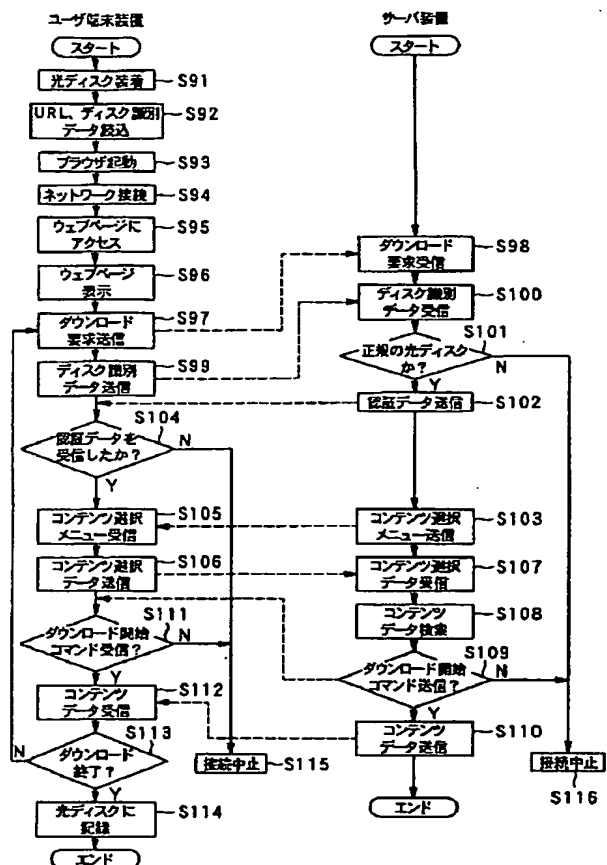 ユーザ端末装置
スタート
光ディスク装着
S91
URL、ディスク識別
データ読込
S92
ブラウザ起動
S93
ネットワーク接続
S94
ウェブページに
アクセス
S95
ウェブページ
表示
S96
ダウンロード
要求送信
S97
ディスク識別
データ送信
S99
S104
認証データを
受信したか？
N
Y
コンテンツ選択
メニュー受信
S105
コンテンツ選択
データ送信
S106
S111
ダウンロード開始
コマンド受信？
N
Y
コンテンツ
データ受信
S112
S113
N
ダウンロード
終了？
Y
光ディスクに
記録
S114
エンド
接続中止
S115
サーバ装置
スタート
ダウンロード
要求受信
S98
ディスク識別
データ受信
S100
S101
正規の光ディスク
か？
N
Y
認証データ送信
S102
コンテンツ選択
メニュー送信
S103
コンテンツ選択
データ受信
S107
コンテンツ
データ検索
S108
S109
ダウンロード開始
コマンド送信？
N
Y
コンテンツ
データ送信
S110
エンド
接続中止
S116